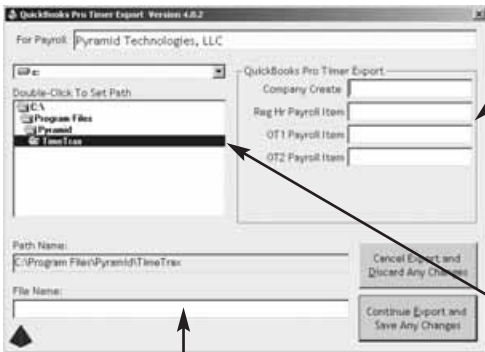 QuickBooks Pro Timer Export Version 4.0.2
For Payroll: Pyramid Technologies, LLC
c:
Double-Click To Set Path
C:\
Program Files
Pyramid
TimeTrax
QuickBooks Pro Timer Export
Company Create
Reg Hr Payroll Item
OT1 Payroll Item
OT2 Payroll Item
Path Name:
C:\Program Files\Pyramid\TimeTrax
File Name:
Cancel Export and
Discard Any Changes
Continue Export and
Save Any Changes